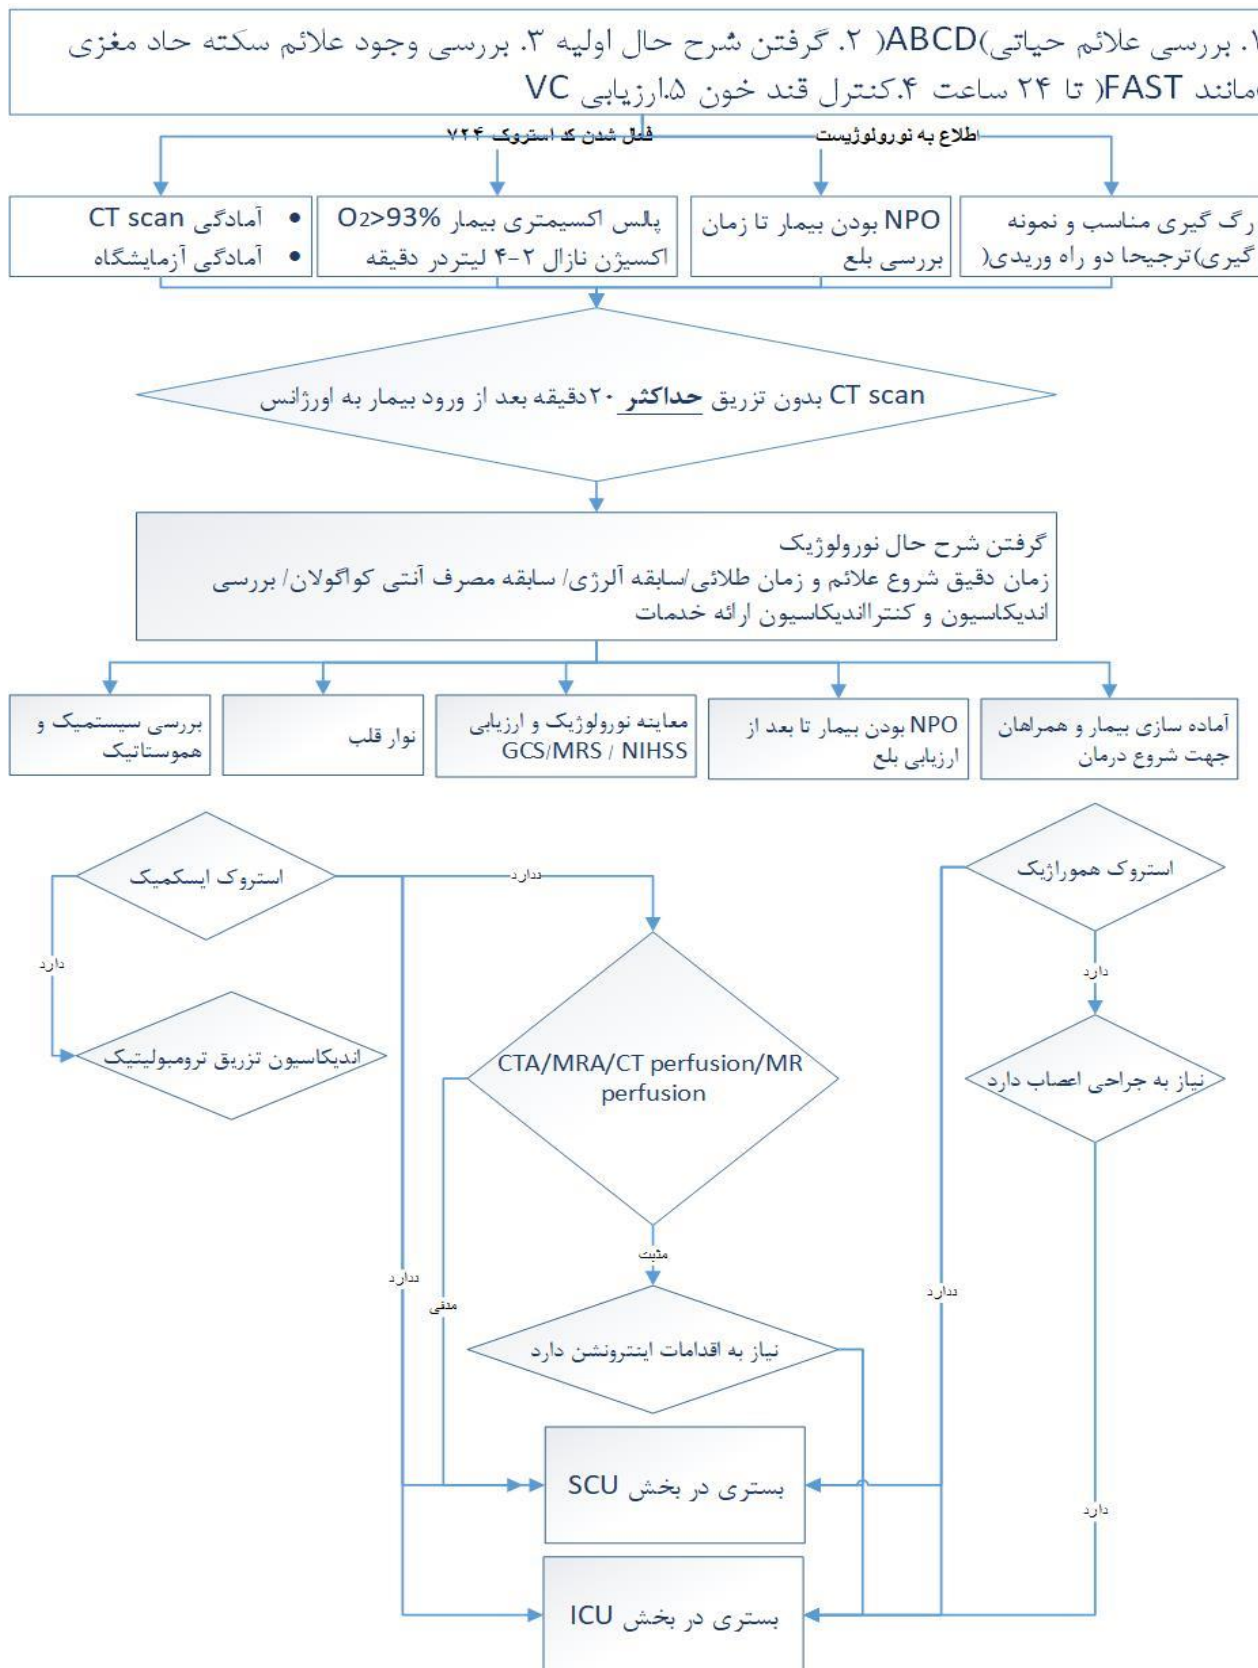 ۱. بررسی علائم حیاتی)ABCD( ۲. گرفتن شرح حال اولیه ۳. بررسی وجود علائم سکته حاد مغزی
)مانند FAST( تا ۲۴ ساعت ۴.کنترل قند خون ۵.ارزیابی VC
اطلاع به نورولوژیست
فعال شدن کد استروک ۷۲۴
رگ گیری مناسب و نمونه
گیری)ترجیحا دو راه وریدی(
NPO بودن بیمار تا زمان
بررسی بلع
پالس اکسیمتری بیمار O2>93%
اکسیژن نازال ۲-۴ لیتردر دقیقه
• آمادگی CT scan
• آمادگی آزمایشگاه
CT scan بدون تزریق حداکثر ۲۰دقیقه بعد از ورود بیمار به اورژانس
گرفتن شرح حال نورولوژیک
زمان دقیق شروع علائم و زمان طلائی/سابقه آلرژی/ سابقه مصرف آنتی کواگولان/ بررسی
اندیکاسیون و کنترااندیکاسیون ارائه خدمات
آماده سازی بیمار و همراهان
جهت شروع درمان
NPO بودن بیمار تا بعد از
ارزیابی بلع
معاینه نورولوژیک و ارزیابی
GCS/MRS / NIHSS
نوار قلب
بررسی سیستمیک و
هموستاتیک
استروک هموراژیک
استروک ایسکمیک
ندارد
دارد
دارد
اندیکاسیون تزریق ترومبولیتیک
CTA/MRA/CT perfusion/MR
perfusion
نیاز به جراحی اعصاب دارد
مثبت
ندارد
منفی
ندارد
نیاز به اقدامات اینترونشن دارد
بستری در بخش SCU
دارد
بستری در بخش ICU